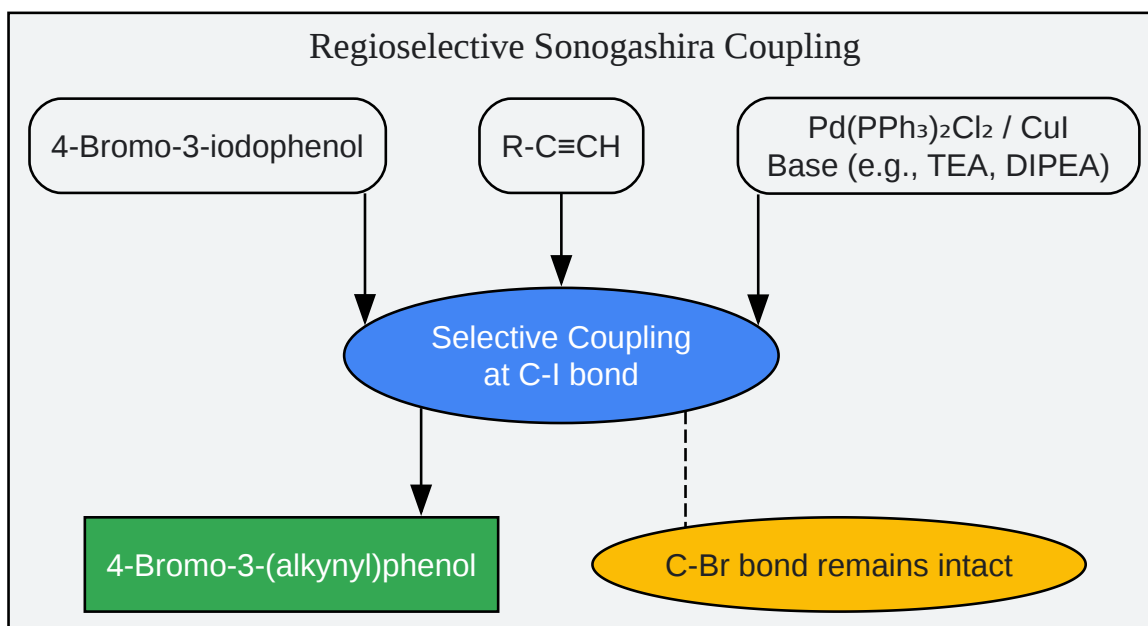 Regioselective Sonogashira Coupling
4-Bromo-3-iodophenol
R-C≡CH
Pd(PPh₃)₂Cl₂ / CuI
Base (e.g., TEA, DIPEA)
Selective Coupling
at C-I bond
4-Bromo-3-(alkynyl)phenol
C-Br bond remains intact